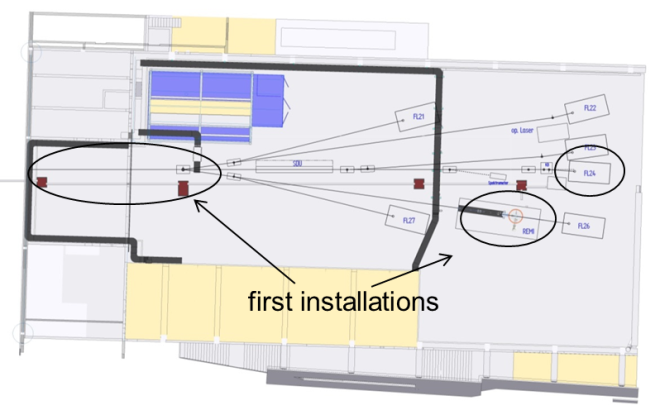 FL21
FL22
op. Laser
FL23
SDU
FL24
FL27
REMI
FL26
first installations